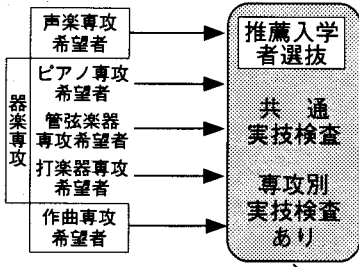 声楽専攻
希望者
器楽専攻
ピアノ専攻
希望者
管弦楽器
専攻希望者
打楽器専攻
希望者
作曲専攻
希望者
推薦入学
者選抜
共通
実技検査
専攻別
実技検査
あり